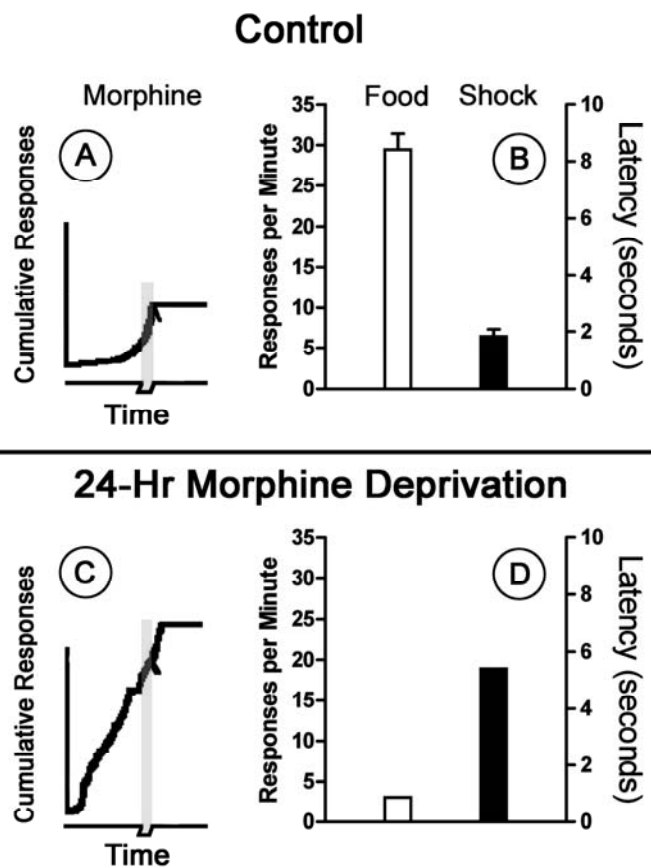 Control
Morphine
A
Cumulative Responses
Time
Food Shock
B
Responses per Minute
35
30
25
20
15
10
5
0
Latency (seconds)
10
8
6
4
2
0
24-Hr Morphine Deprivation
C
Cumulative Responses
Time
D
Responses per Minute
35
30
25
20
15
10
5
0
Latency (seconds)
10
8
6
4
2
0